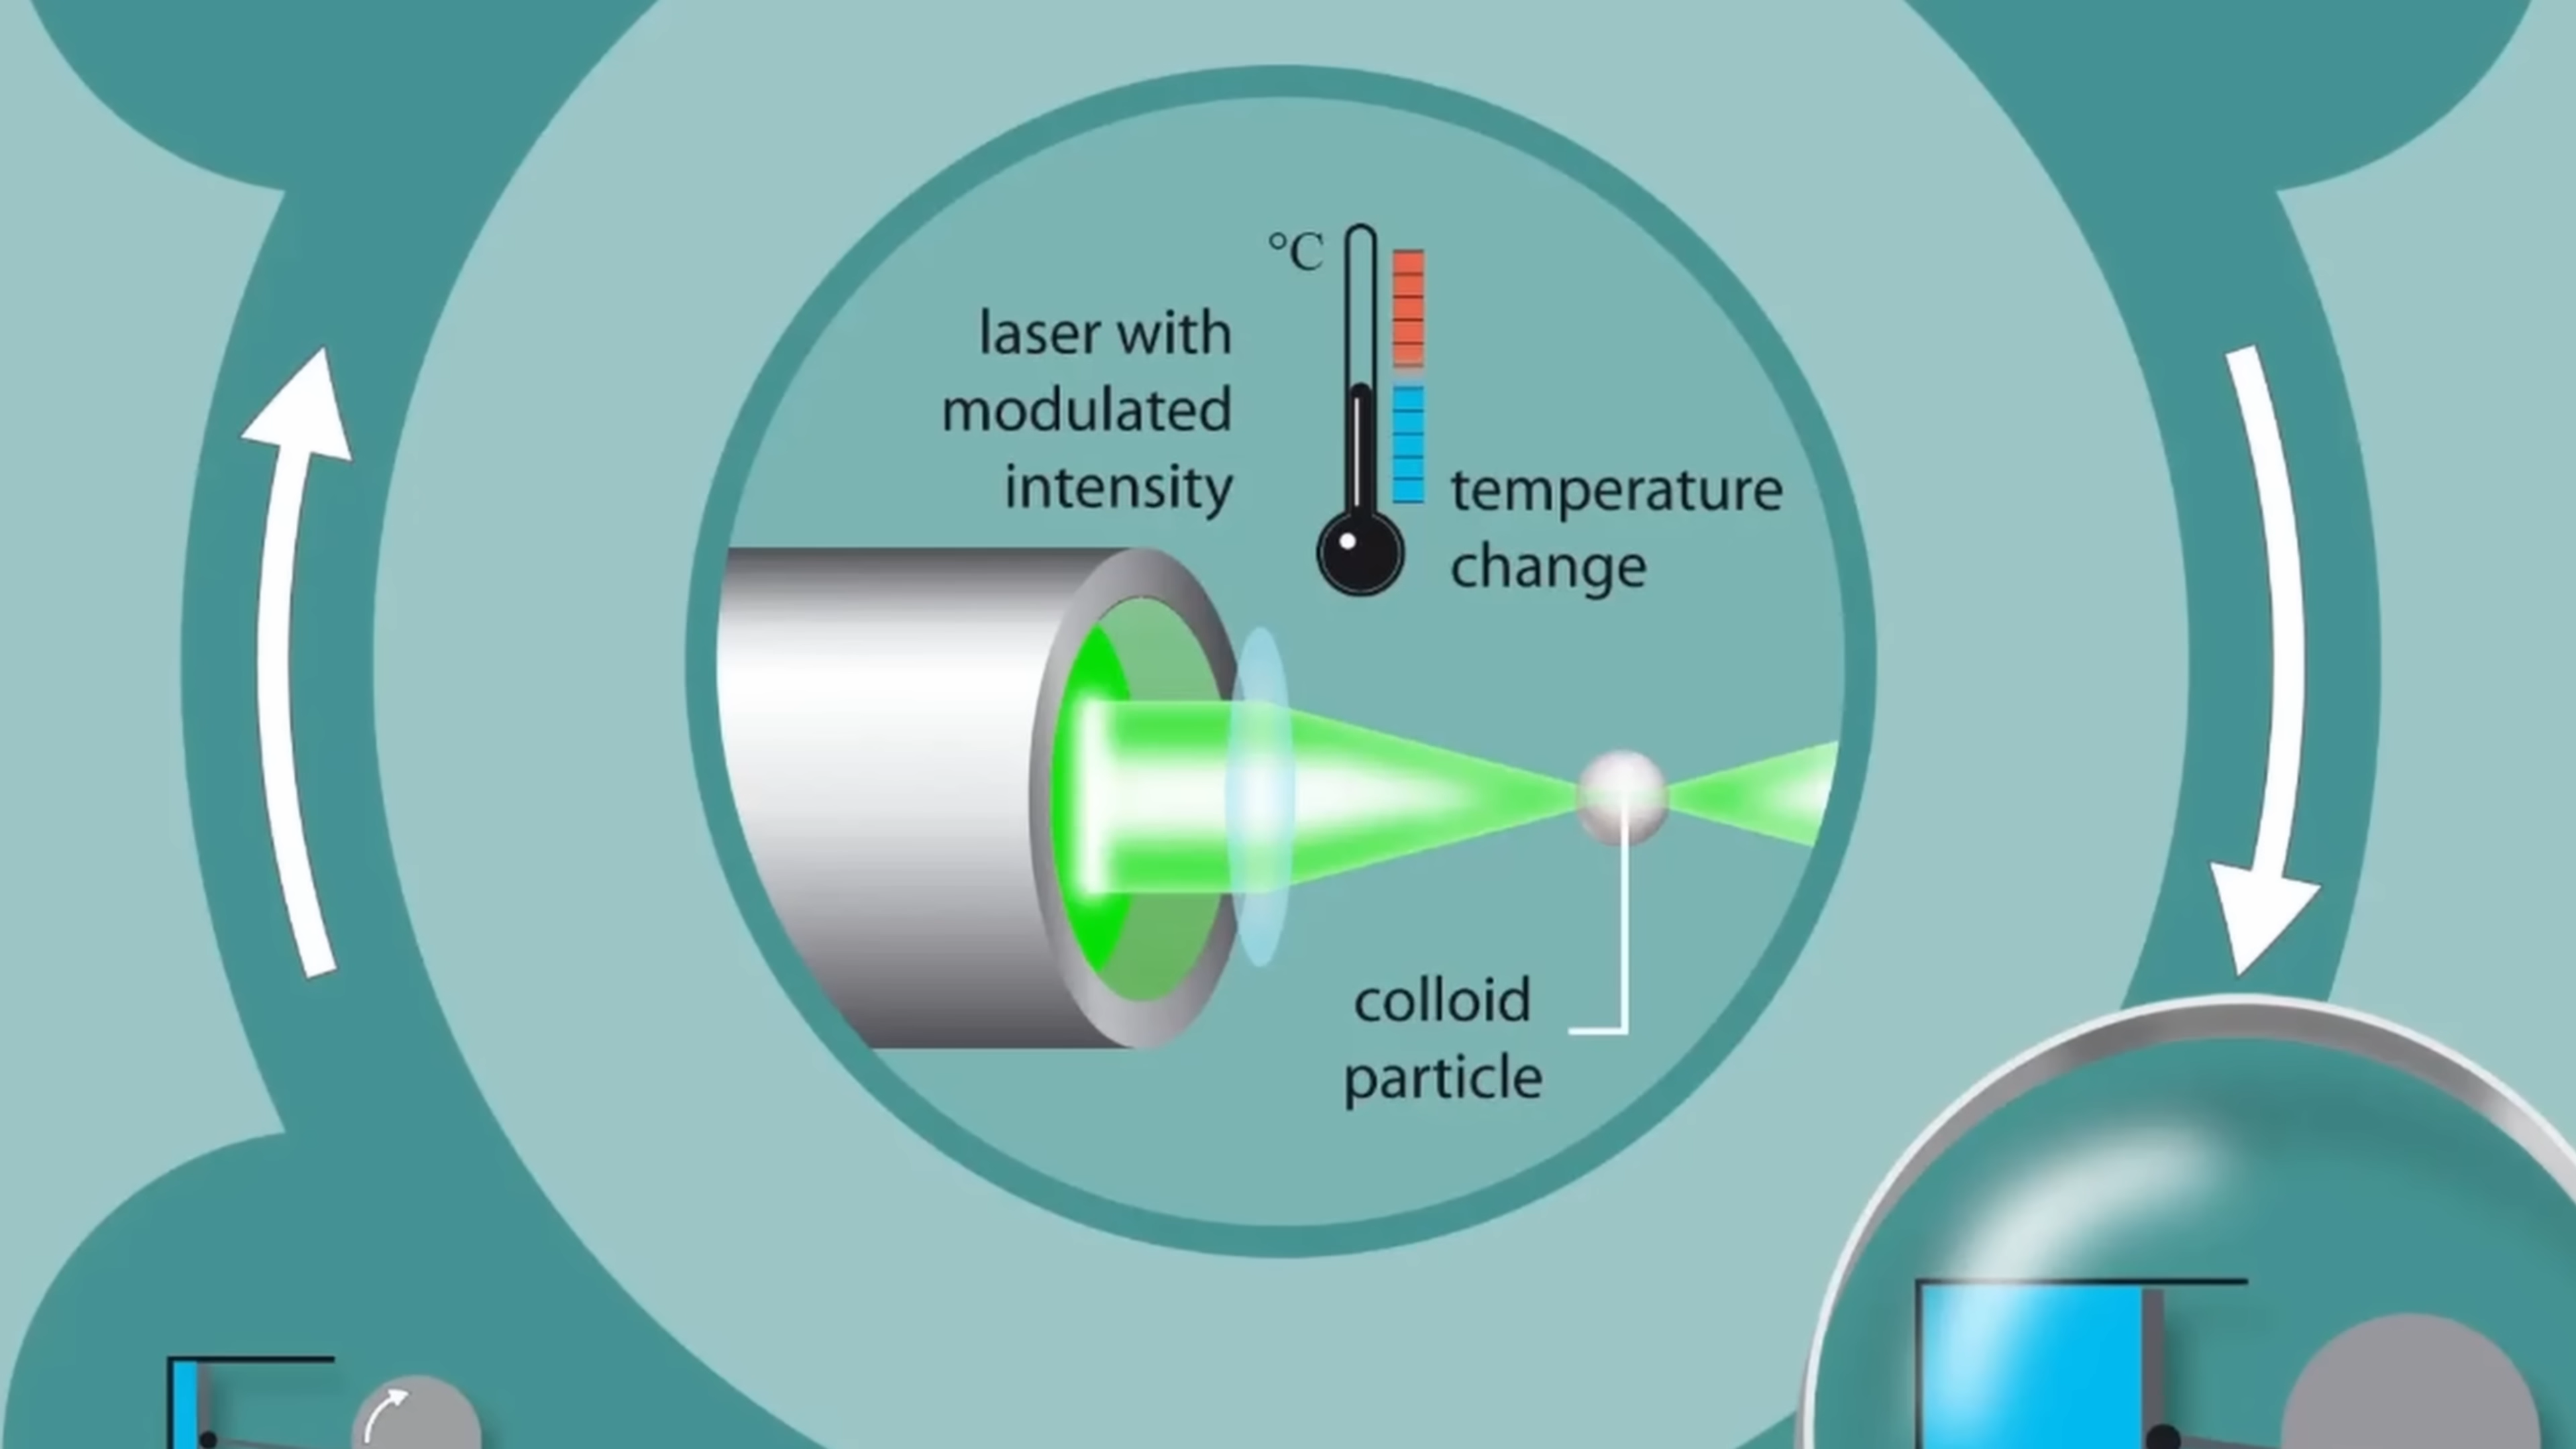 °C
laser with
modulated
intensity
temperature
change
colloid
particle